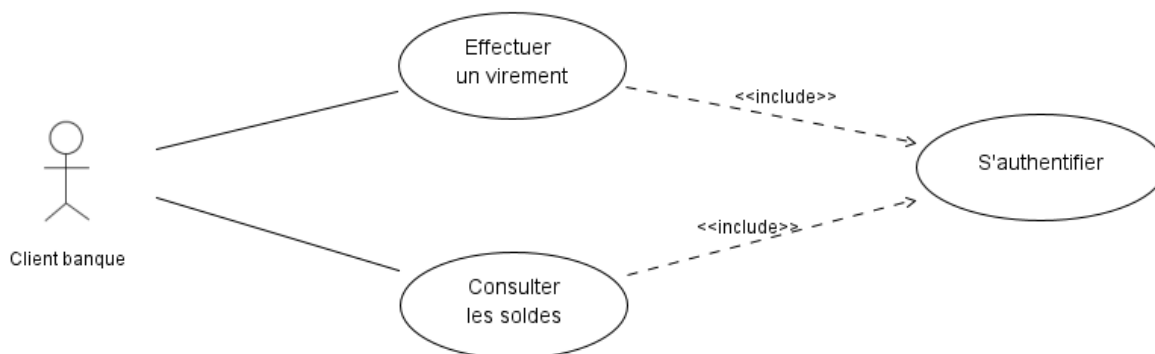 Effectuer
un virement
<<include>>
S'authentifier
<<include>>
Client banque
Consulter
les soldes